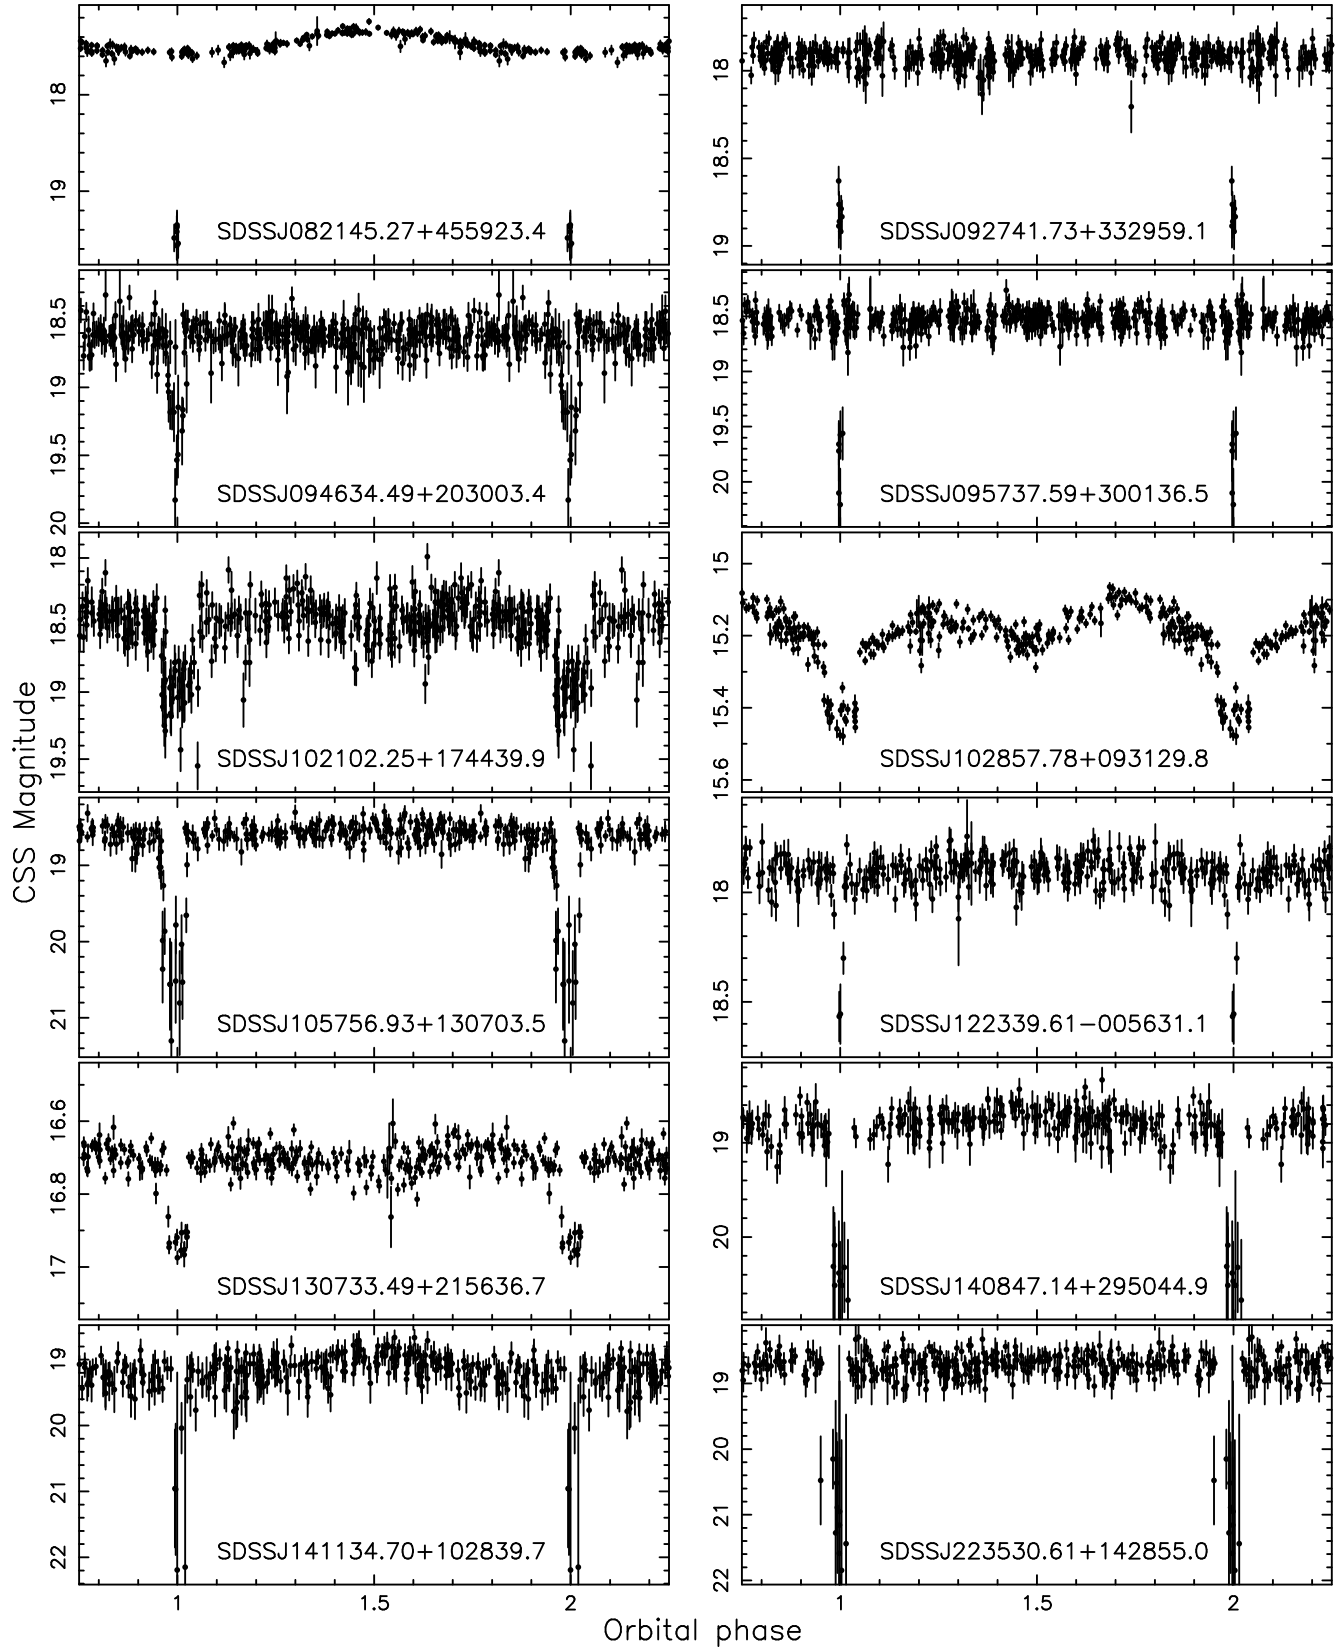 18
19
SDSSJ082145.27+455923.4
18
18.5
19
SDSSJ092741.73+332959.1
18.5
19
19.5
20
SDSSJ094634.49+203003.4
18.5
19
19.5
20
SDSSJ095737.59+300136.5
18
18.5
19
19.5
SDSSJ102102.25+174439.9
15
15.2
15.4
15.6
SDSSJ102857.78+093129.8
CSS Magnitude
19
20
21
SDSSJ105756.93+130703.5
18
18.5
SDSSJ122339.61−005631.1
16.6
16.8
17
SDSSJ130733.49+215636.7
19
20
SDSSJ140847.14+295044.9
19
20
21
22
SDSSJ141134.70+102839.7
19
20
21
22
SDSSJ223530.61+142855.0
1 1.5 2
1 1.5 2
Orbital phase